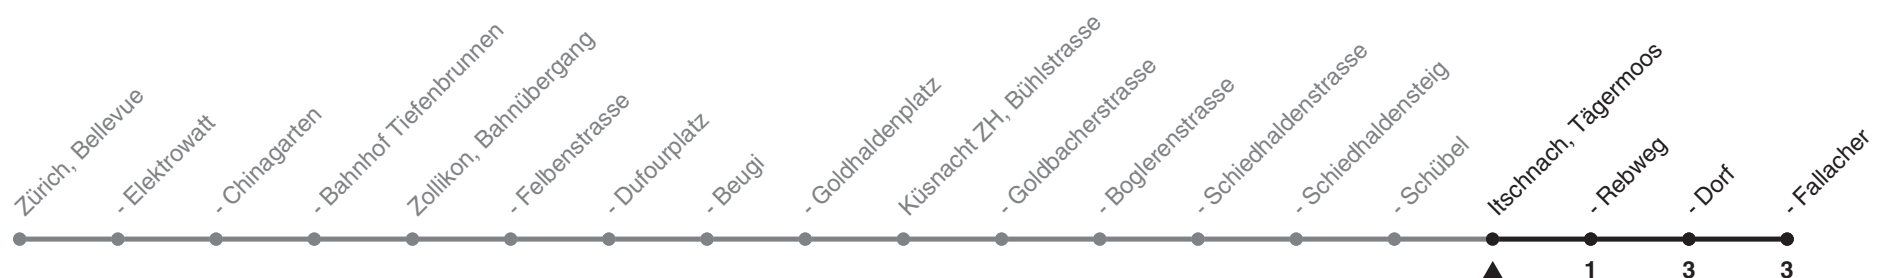 Zürich, Bellevue
- Elektrowatt
- Chinagarten
- Bahnhof Tiefenbrunnen
Zollikon, Bahnübergang
- Felbenstrasse
- Dufourplatz
- Beugi
- Goldhaldenplatz
Küsnacht ZH, Bühlstrasse
- Goldbacherstrasse
- Boglerenstrasse
- Schiedhaldenstrasse
- Schiedhaldensteig
- Schübel
Itschnach, Tägermoos
- Rebweg
- Dorf
- Fallacher
1 3 3